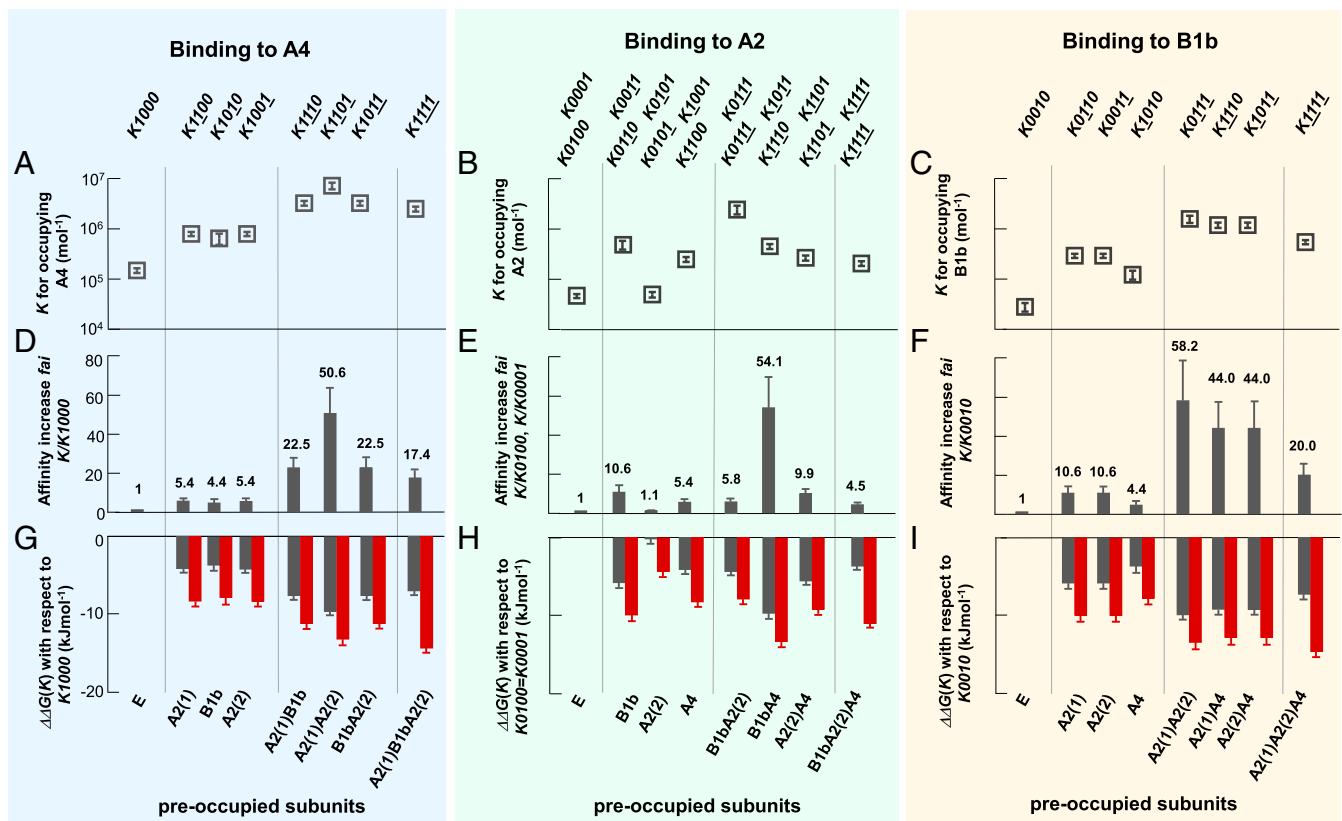 Binding to A4
Binding to A2
Binding to B1b
K1000
K1100
K1010
K1001
K1110
K1101
K1011
K1111
K0001
K0011
K0101
K1001
K0111
K1011
K1101
K1111
K0100
K0110
K0101
K1100
K0111
K1110
K1101
K1111
K0010
K0110
K0011
K1010
K0111
K1110
K1011
K1111
A
K for occupying
A4 (mol-1)
10⁷
10⁶
10⁵
10⁴
B
K for occupying
A2 (mol-1)
C
K for occupying
B1b (mol-1)
D
Affinity increase fai
K/K1000
80
60
40
20
0
1
5.4
4.4
5.4
22.5
50.6
22.5
17.4
E
Affinity increase fai
K/K0100, K/K0001
1
10.6
1.1
5.4
5.8
54.1
9.9
4.5
F
Affinity increase fai
K/K0010
1
10.6
10.6
4.4
58.2
44.0
44.0
20.0
G
ΔΔG(K) with respect to
K1000 (kJmol-1)
0
-10
-20
E
A2(1)
B1b
A2(2)
A2(1)B1b
A2(1)A2(2)
B1bA2(2)
A2(1)B1bA2(2)
pre-occupied subunits
H
ΔΔG(K) with respect to
K0100=K0001 (kJmol-1)
E
B1b
A2(2)
A4
B1bA2(2)
B1bA4
A2(2)A4
B1bA2(2)A4
pre-occupied subunits
I
ΔΔG(K) with respect to
K0010 (kJmol-1)
E
A2(1)
A2(2)
A4
A2(1)A2(2)
A2(1)A4
A2(2)A4
A2(1)A2(2)A4
pre-occupied subunits